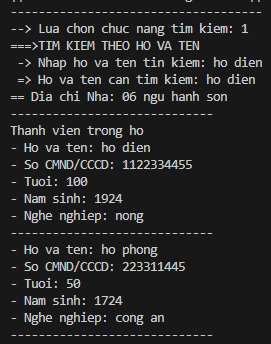 -----------------------------------
--> Lua chon chuc nang tim kiem: 1
===>TIM KIEM THEO HO VA TEN
-> Nhap ho va ten tin kiem: ho dien
=> Ho va ten can tim kiem: ho dien
== Dia chi Nha: 06 ngu hanh son
----------------------------
Thanh vien trong ho
- Ho va ten: ho dien
- So CMND/CCCD: 1122334455
- Tuoi: 100
- Nam sinh: 1924
- Nghe nghiep: nong
----------------------------
- Ho va ten: ho phong
- So CMND/CCCD: 223311445
- Tuoi: 50
- Nam sinh: 1724
- Nghe nghiep: cong an
----------------------------